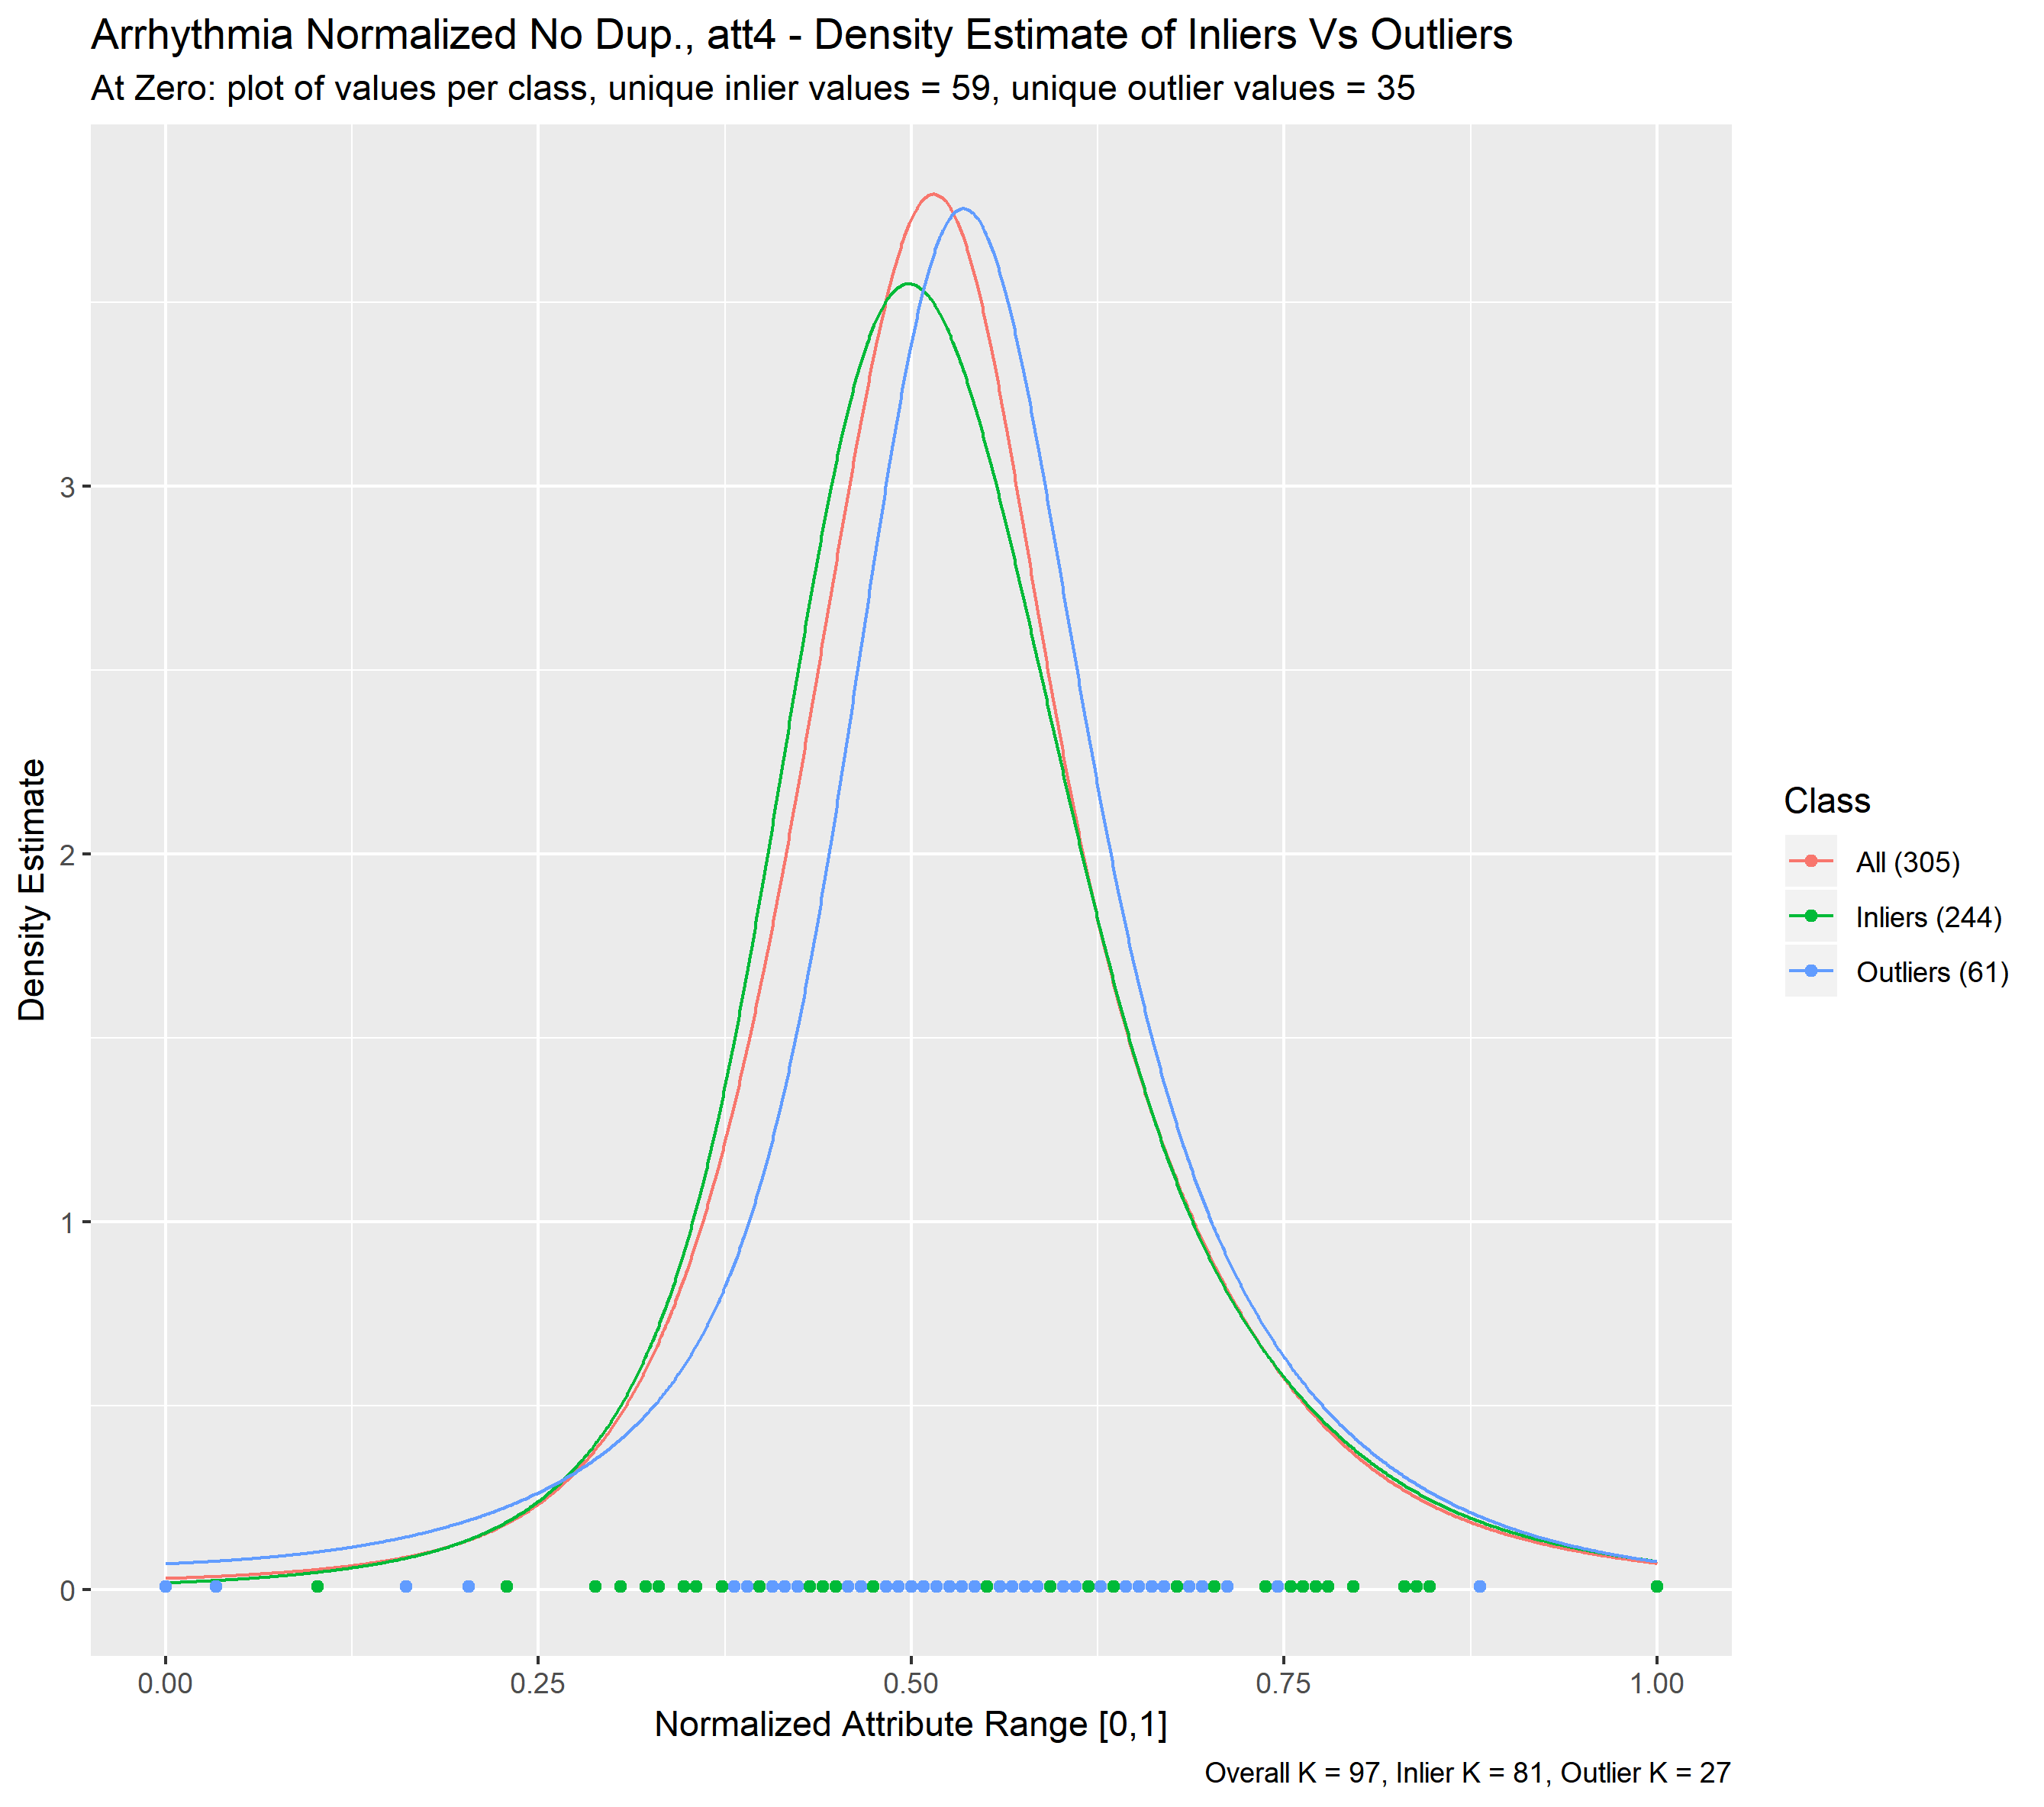 Arrhythmia Normalized No Dup., att4 - Density Estimate of Inliers Vs Outliers
At Zero: plot of values per class, unique inlier values = 59, unique outlier values = 35
Density Estimate
3
2
1
0
0.00 0.25 0.50 0.75 1.00
Normalized Attribute Range [0,1]
Overall K = 97, Inlier K = 81, Outlier K = 27
Class
All (305)
Inliers (244)
Outliers (61)